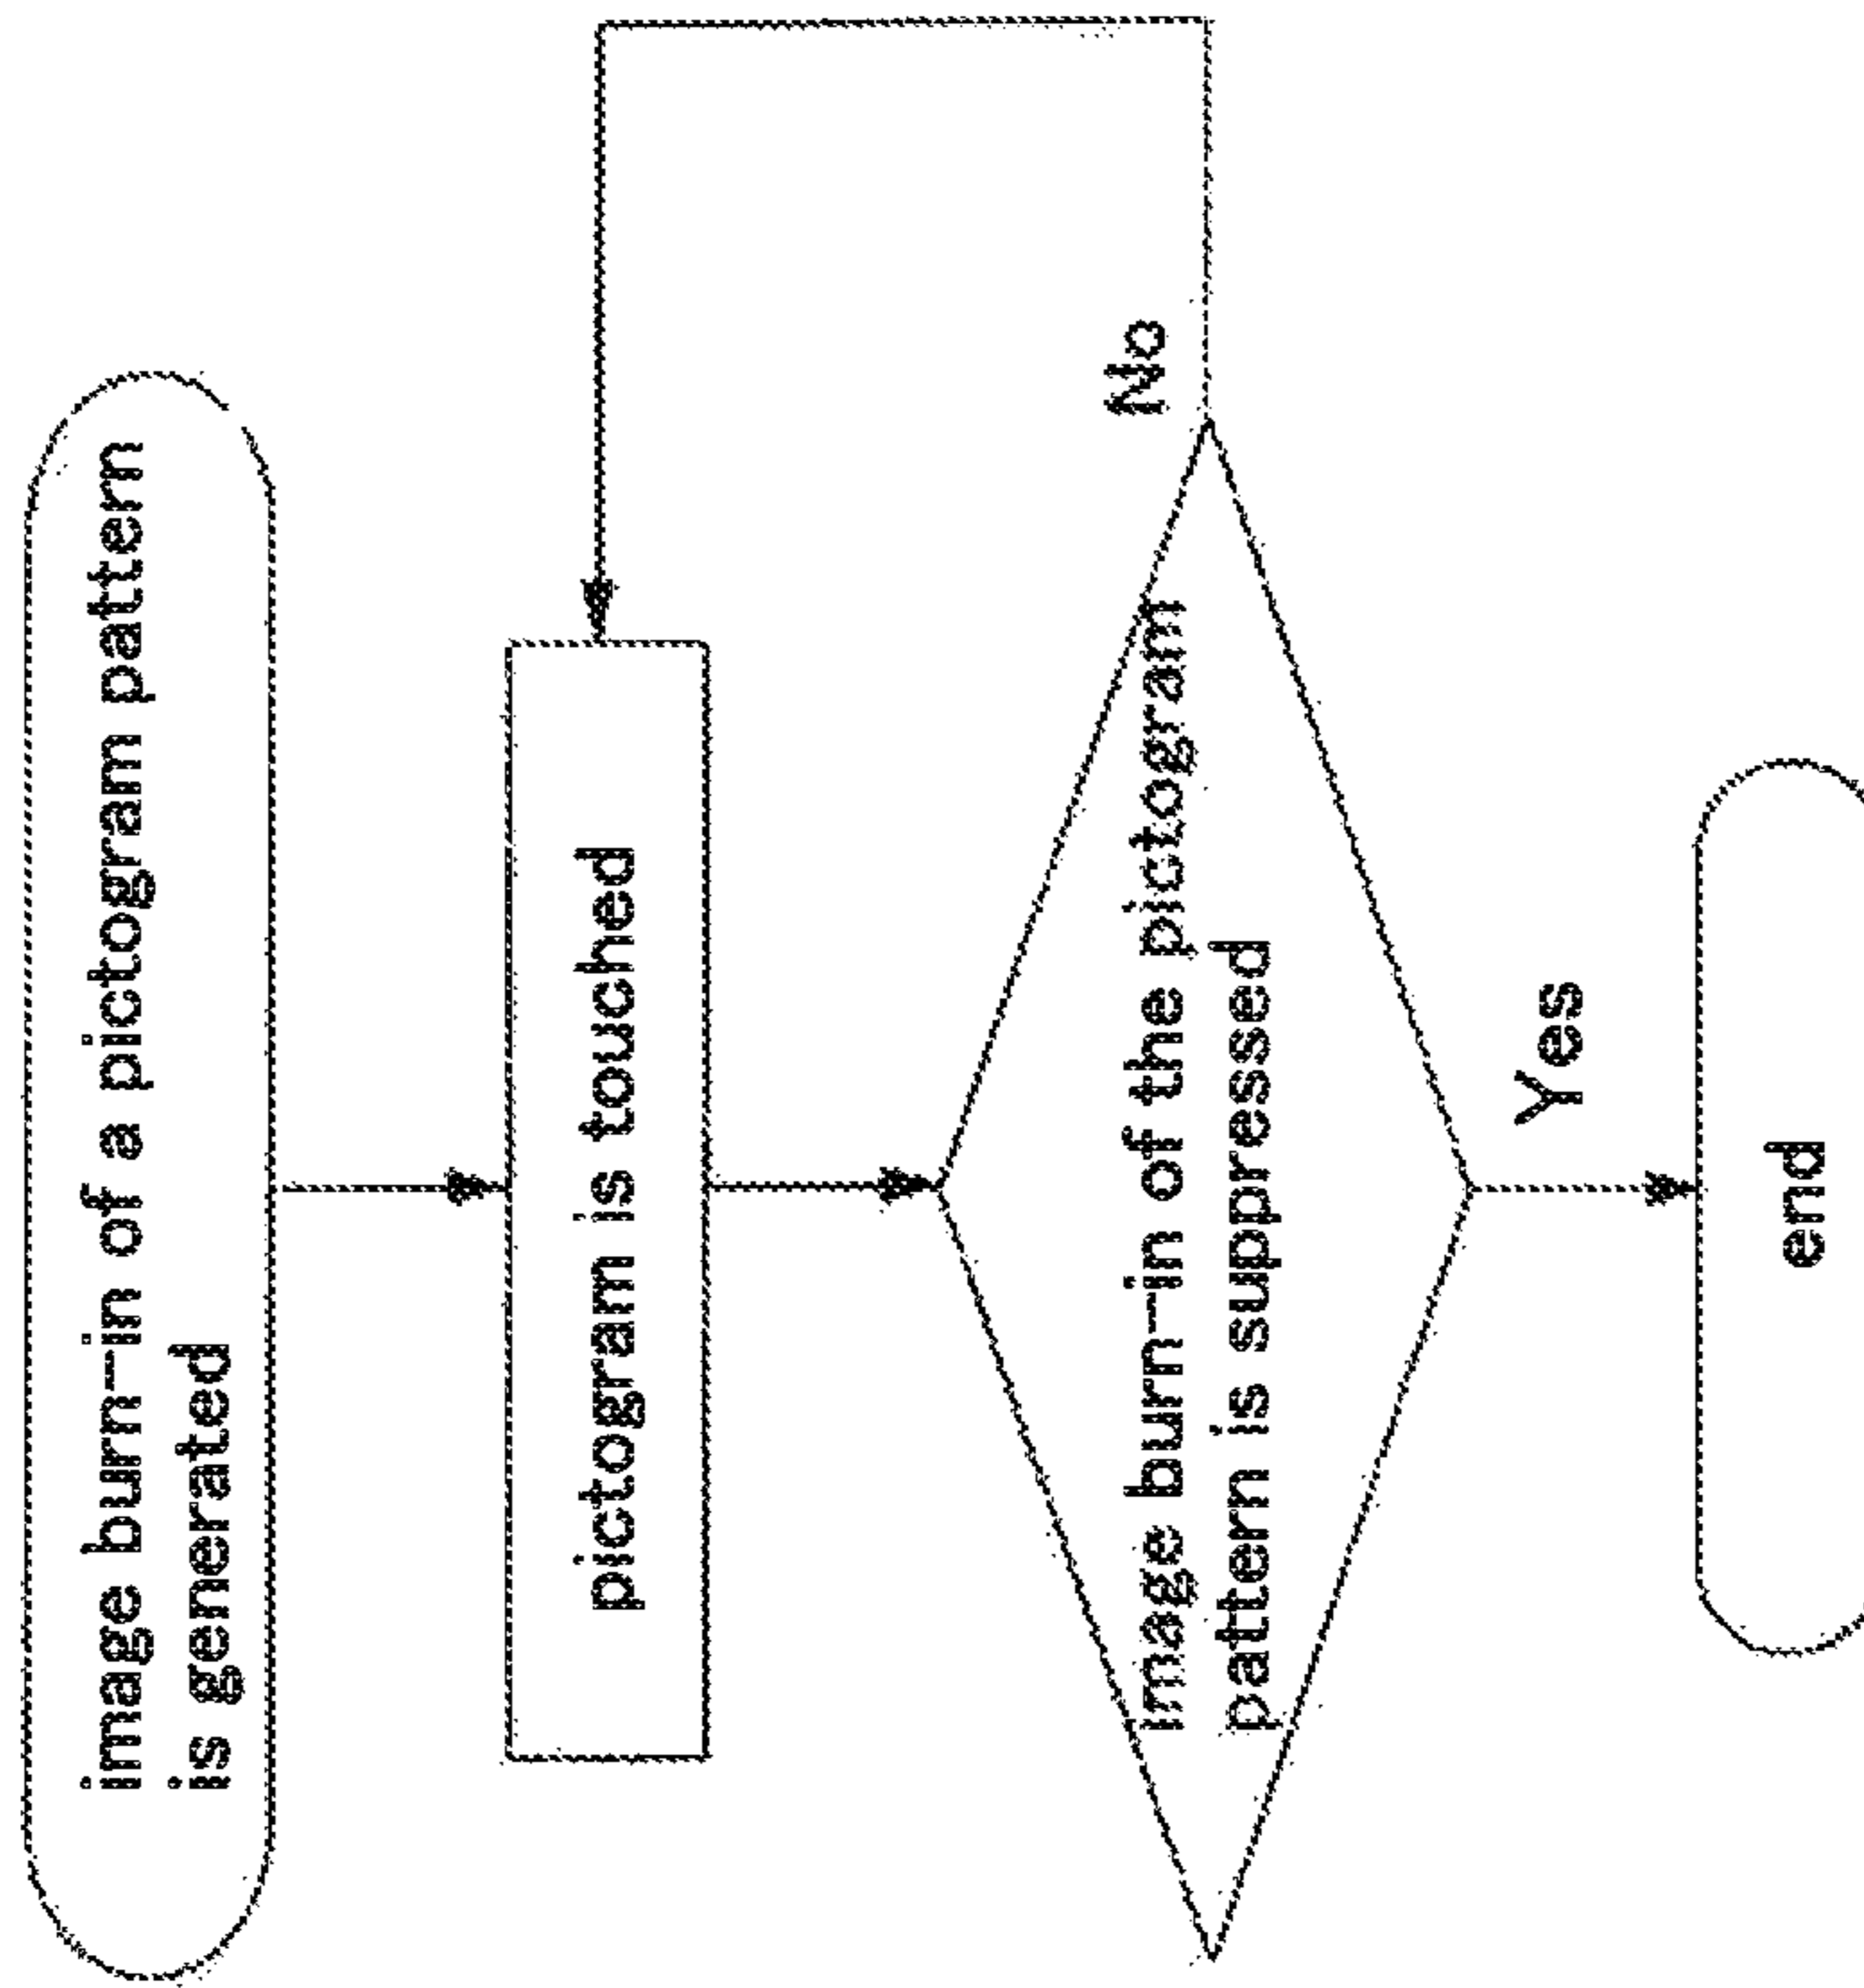 image burn-in of a pictogram pattern
is generated
pictogram is touched
image burn-in of the pictogram
pattern is suppressed
No
Yes
end